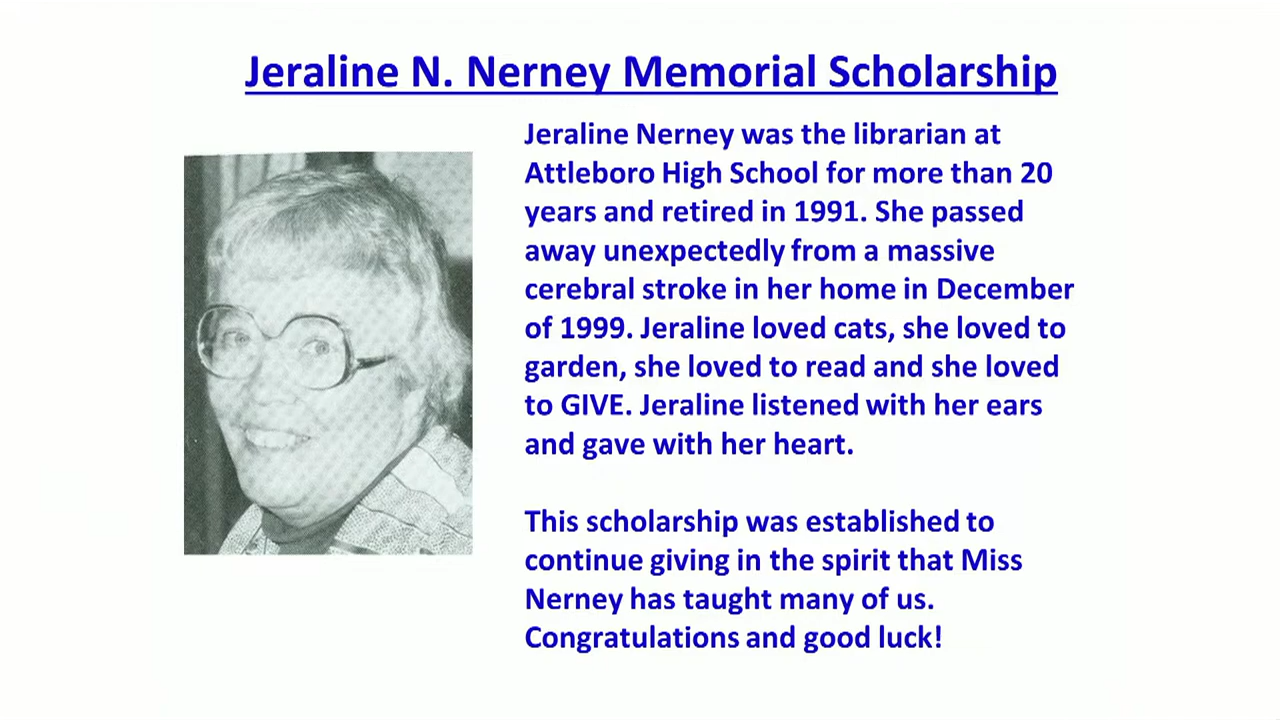 Jeraline N. Nerney Memorial Scholarship
Jeraline Nerney was the librarian at
Attleboro High School for more than 20
years and retired in 1991. She passed
away unexpectedly from a massive
cerebral stroke in her home in December
of 1999. Jeraline loved cats, she loved to
garden, she loved to read and she loved
to GIVE. Jeraline listened with her ears
and gave with her heart.
This scholarship was established to
continue giving in the spirit that Miss
Nerney has taught many of us.
Congratulations and good luck!